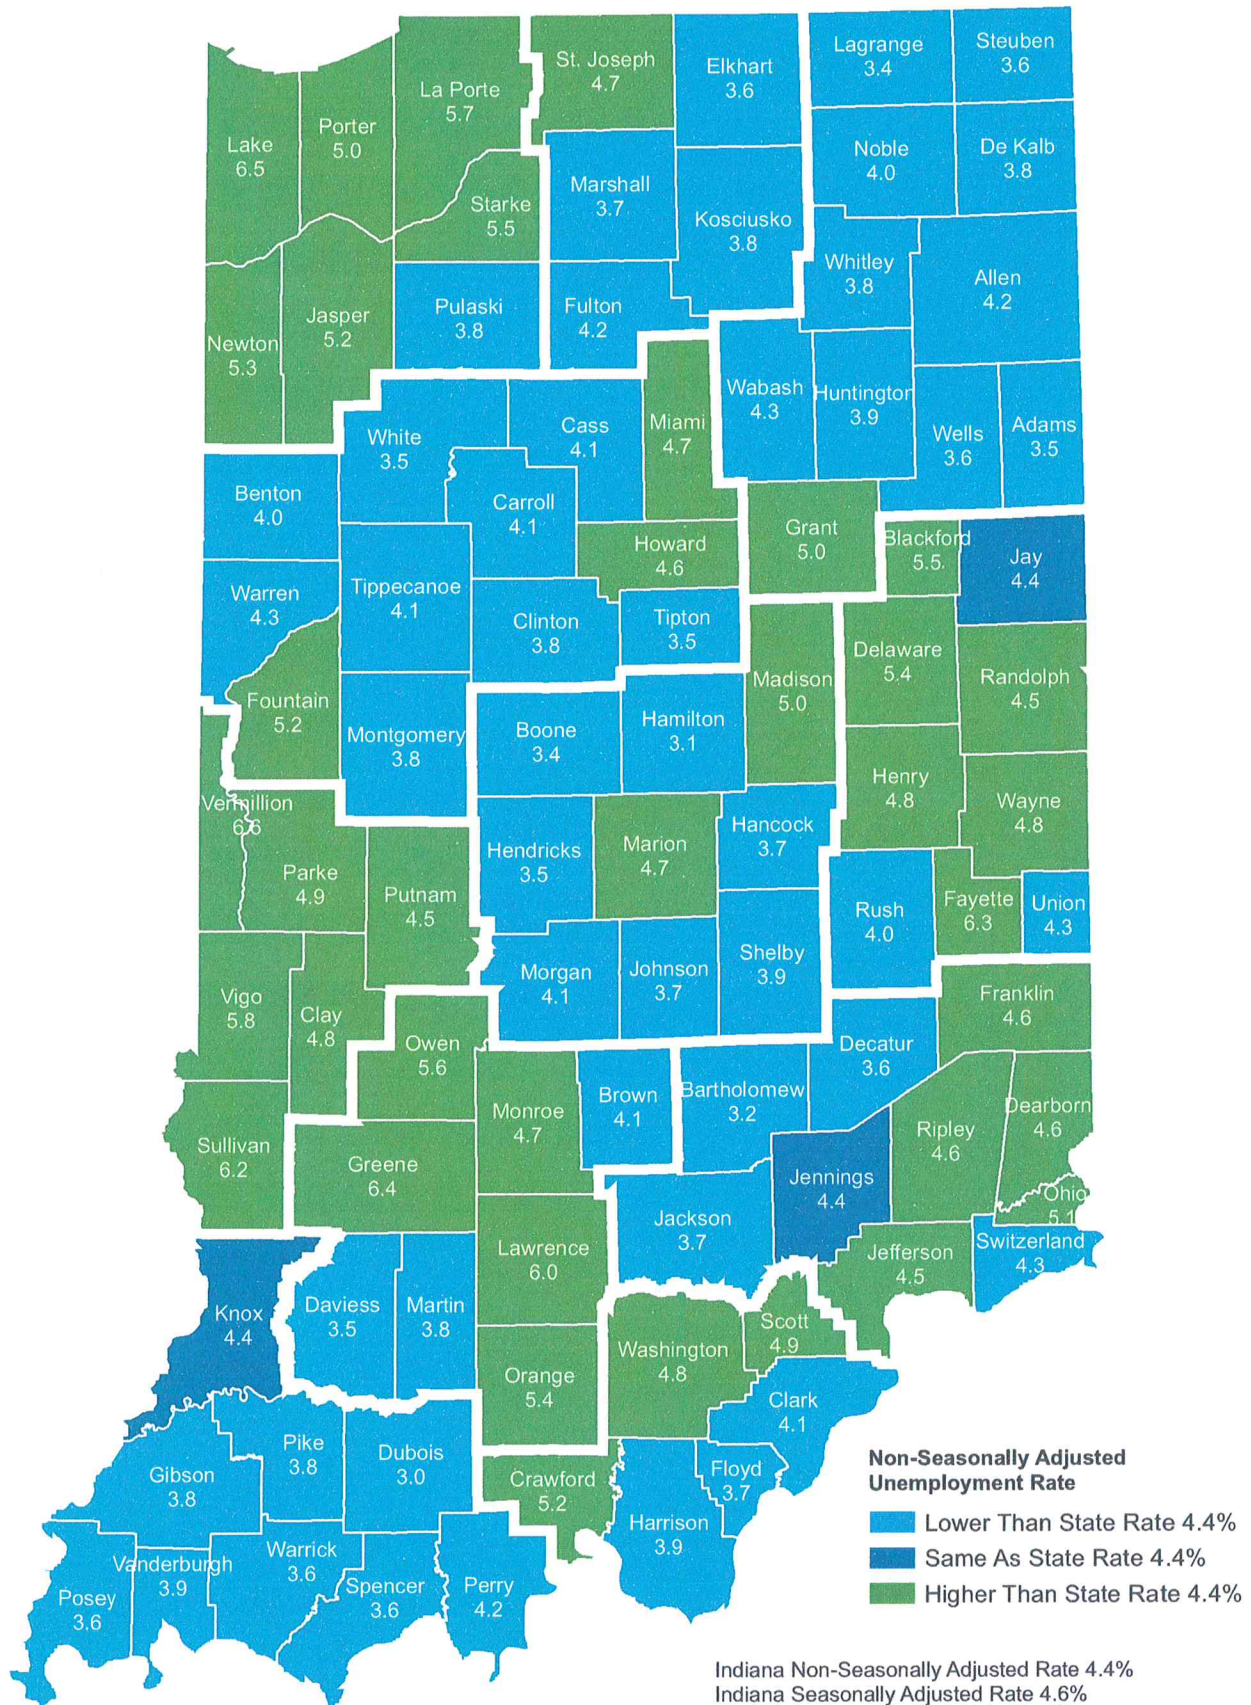 Lagrange
3.4
Steuben
3.6
St. Joseph
4.7
Elkhart
3.6
La Porte
5.7
Porter
5.0
Lake
6.5
Noble
4.0
De Kalb
3.8
Marshall
3.7
Starke
5.5
Kosciusko
3.8
Whitley
3.8
Allen
4.2
Pulaski
3.8
Fulton
4.2
Jasper
5.2
Newton
5.3
Wabash
4.3
Huntington
3.9
Miami
4.7
Cass
4.1
White
3.5
Wells
3.6
Adams
3.5
Benton
4.0
Carroll
4.1
Grant
5.0
Howard
4.6
Blackford
5.5
Jay
4.4
Warren
4.3
Tippecanoe
4.1
Clinton
3.8
Tipton
3.5
Delaware
5.4
Randolph
4.5
Madison
5.0
Fountain
5.2
Montgomery
3.8
Boone
3.4
Hamilton
3.1
Henry
4.8
Wayne
4.8
Vermillion
6.6
Hancock
3.7
Hendricks
3.5
Marion
4.7
Parke
4.9
Putnam
4.5
Rush
4.0
Fayette
6.3
Union
4.3
Shelby
3.9
Morgan
4.1
Johnson
3.7
Vigo
5.8
Clay
4.8
Franklin
4.6
Owen
5.6
Decatur
3.6
Brown
4.1
Bartholomew
3.2
Monroe
4.7
Dearborn
4.6
Ripley
4.6
Sullivan
6.2
Greene
6.4
Jennings
4.4
Ohio
5.1
Jackson
3.7
Switzerland
4.3
Jefferson
4.5
Lawrence
6.0
Knox
4.4
Daviess
3.5
Martin
3.8
Scott
4.9
Washington
4.8
Orange
5.4
Clark
4.1
Pike
3.8
Dubois
3.0
Gibson
3.8
Crawford
5.2
Floyd
3.7
Harrison
3.9
Warrick
3.6
Vanderburgh
3.9
Posey
3.6
Spencer
3.6
Perry
4.2
Non-Seasonally Adjusted
Unemployment Rate
Lower Than State Rate 4.4%
Same As State Rate 4.4%
Higher Than State Rate 4.4%
Indiana Non-Seasonally Adjusted Rate 4.4%
Indiana Seasonally Adjusted Rate 4.6%